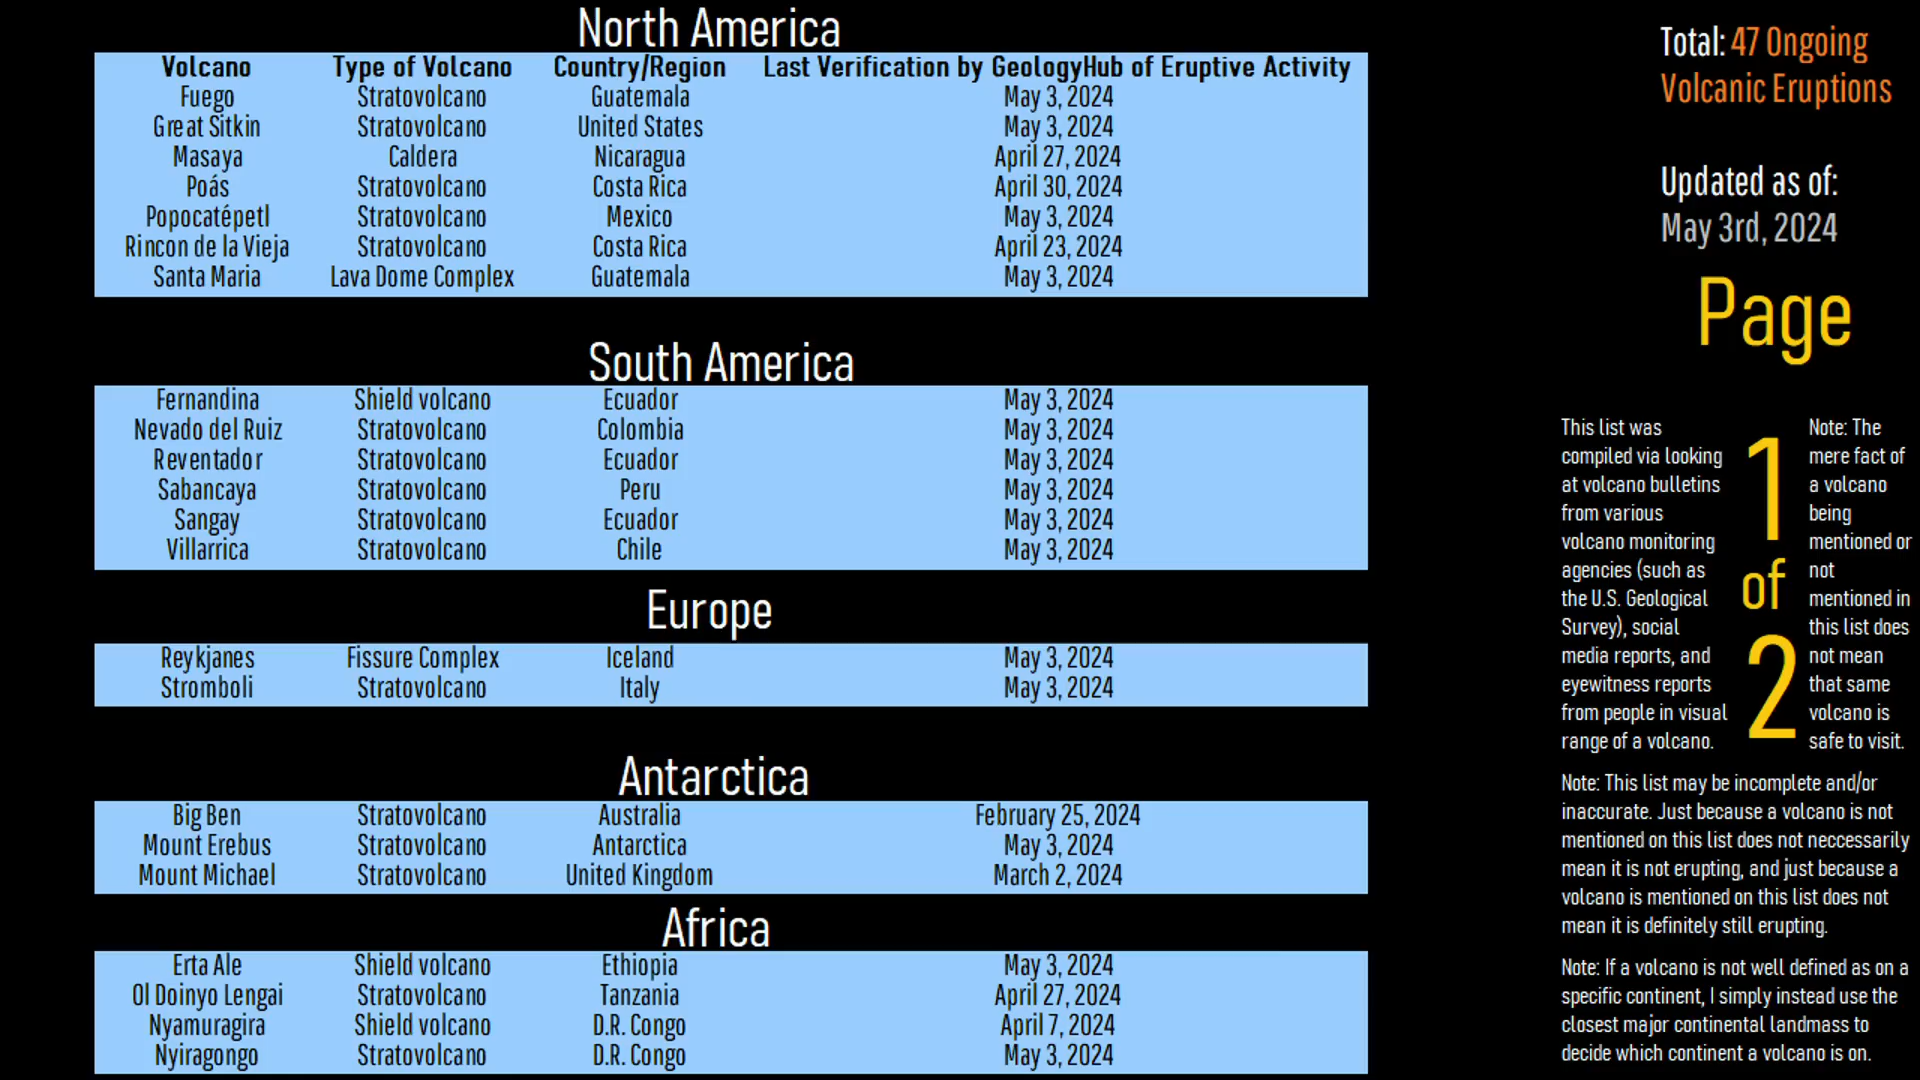 North America
Volcano Type of Volcano Country/Region Last Verification by GeologyHub of Eruptive Activity
Fuego Stratovolcano Guatemala May 3, 2024
Great Sitkin Stratovolcano United States May 3, 2024
Masaya Caldera Nicaragua April 27, 2024
Poás Stratovolcano Costa Rica April 30, 2024
Popocatépetl Stratovolcano Mexico May 3, 2024
Rincon de la Vieja Stratovolcano Costa Rica April 23, 2024
Santa Maria Lava Dome Complex Guatemala May 3, 2024
South America
Fernandina Shield volcano Ecuador May 3, 2024
Nevado del Ruiz Stratovolcano Colombia May 3, 2024
Reventador Stratovolcano Ecuador May 3, 2024
Sabancaya Stratovolcano Peru May 3, 2024
Sangay Stratovolcano Ecuador May 3, 2024
Villarrica Stratovolcano Chile May 3, 2024
Europe
Reykjanes Fissure Complex Iceland May 3, 2024
Stromboli Stratovolcano Italy May 3, 2024
Antarctica
Big Ben Stratovolcano Australia February 25, 2024
Mount Erebus Stratovolcano Antarctica May 3, 2024
Mount Michael Stratovolcano United Kingdom March 2, 2024
Africa
Erta Ale Shield volcano Ethiopia May 3, 2024
Ol Doinyo Lengai Stratovolcano Tanzania April 27, 2024
Nyamuragira Shield volcano D.R. Congo April 7, 2024
Nyiragongo Stratovolcano D.R. Congo May 3, 2024
Total: 47 Ongoing
Volcanic Eruptions
Updated as of:
May 3rd, 2024
Page
1
of
2
This list was
compiled via looking
at volcano bulletins
from various
volcano monitoring
agencies (such as
the U.S. Geological
Survey), social
media reports, and
eyewitness reports
from people in visual
range of a volcano.
Note: The
mere fact of
a volcano
being
mentioned or
not
mentioned in
this list does
not mean
that same
volcano is
safe to visit.
Note: This list may be incomplete and/or
inaccurate. Just because a volcano is not
mentioned on this list does not neccessarily
mean it is not erupting, and just because a
volcano is mentioned on this list does not
mean it is definitely still erupting.
Note: If a volcano is not well defined as on a
specific continent, I simply instead use the
closest major continental landmass to
decide which continent a volcano is on.